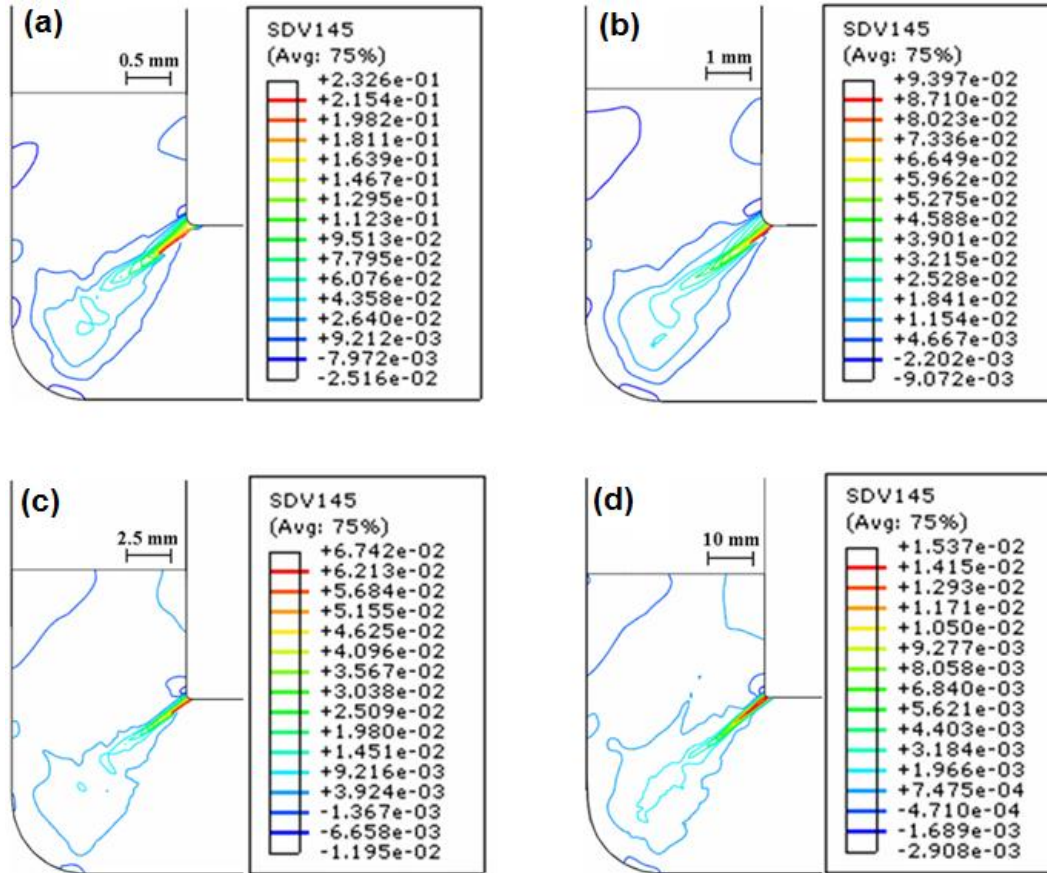 (a)
0.5 mm
SDV145
(Avg: 75%)
+2.326e-01
+2.154e-01
+1.982e-01
+1.811e-01
+1.639e-01
+1.467e-01
+1.295e-01
+1.123e-01
+9.513e-02
+7.795e-02
+6.076e-02
+4.358e-02
+2.640e-02
+9.212e-03
-7.972e-03
-2.516e-02
(b)
1 mm
SDV145
(Avg: 75%)
+9.397e-02
+8.710e-02
+8.023e-02
+7.336e-02
+6.649e-02
+5.962e-02
+5.275e-02
+4.588e-02
+3.901e-02
+3.215e-02
+2.528e-02
+1.841e-02
+1.154e-02
+4.667e-03
-2.202e-03
-9.072e-03
(c)
2.5 mm
SDV145
(Avg: 75%)
+6.742e-02
+6.213e-02
+5.684e-02
+5.155e-02
+4.625e-02
+4.096e-02
+3.567e-02
+3.038e-02
+2.509e-02
+1.980e-02
+1.451e-02
+9.216e-03
+3.924e-03
-1.367e-03
-6.658e-03
-1.195e-02
(d)
10 mm
SDV145
(Avg: 75%)
+1.537e-02
+1.415e-02
+1.293e-02
+1.171e-02
+1.050e-02
+9.277e-03
+8.058e-03
+6.840e-03
+5.621e-03
+4.403e-03
+3.184e-03
+1.966e-03
+7.475e-04
-4.710e-04
-1.689e-03
-2.908e-03